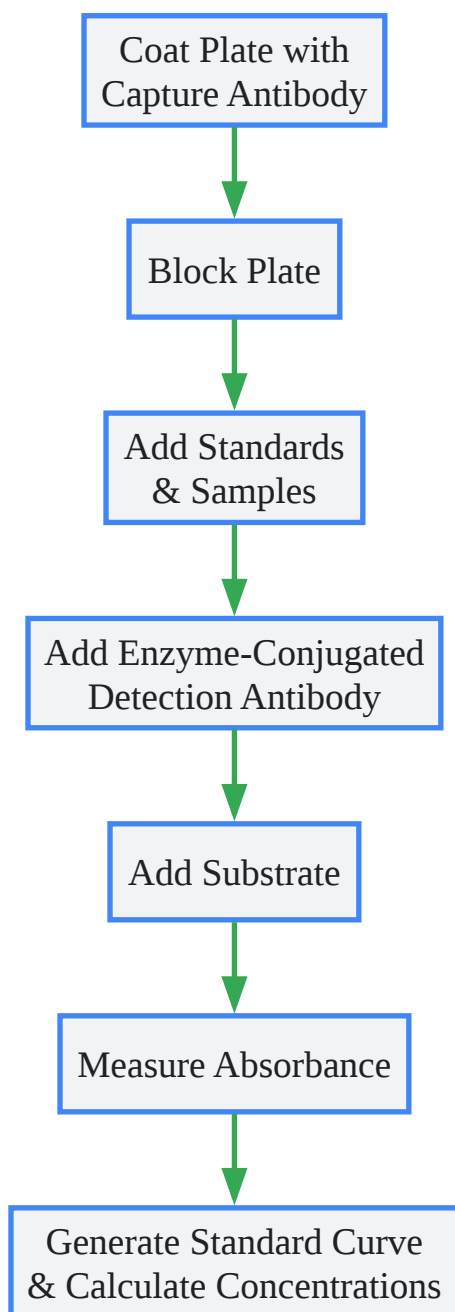 Coat Plate with
Capture Antibody
Block Plate
Add Standards
& Samples
Add Enzyme-Conjugated
Detection Antibody
Add Substrate
Measure Absorbance
Generate Standard Curve
& Calculate Concentrations